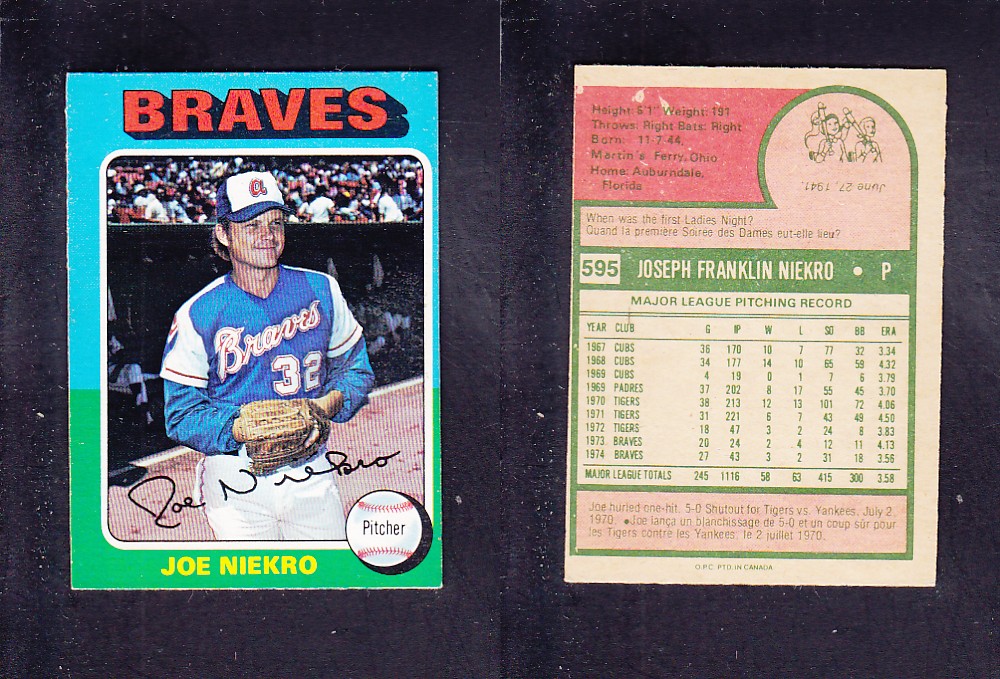 BRAVES
a
Braves
32
Joe Niekro
Pitcher
JOE NIEKRO
Height: 6'1" Weight: 191
Throws: Right Bats: Right
Born: 11-7-44,
Martin's Ferry, Ohio
Home: Auburndale,
Florida
June 27, 1941.
When was the first Ladies Night?
Quand la première Soirée des Dames eut-elle lieu?
595 JOSEPH FRANKLIN NIEKRO • P
MAJOR LEAGUE PITCHING RECORD
YEAR CLUB G IP W L SO BB ERA
1967 CUBS 36 170 10 7 77 32 3.34
1968 CUBS 34 177 14 10 65 59 4.32
1969 CUBS 4 19 0 1 7 6 3.79
1969 PADRES 37 202 8 17 55 45 3.70
1970 TIGERS 38 213 12 13 101 72 4.06
1971 TIGERS 31 221 6 7 43 49 4.50
1972 TIGERS 18 47 3 2 24 8 3.83
1973 BRAVES 20 24 2 4 12 11 4.13
1974 BRAVES 27 43 3 2 31 18 3.56
MAJOR LEAGUE TOTALS 245 1116 58 63 415 300 3.58
Joe hurled one-hit. 5-0 Shutout for Tigers vs. Yankees, July 2,
1970. •Joe lança un blanchissage de 5-0 et un coup sûr pour
les Tigers contre les Yankees, le 2 juillet 1970.
O.P.C. PTD. IN CANADA